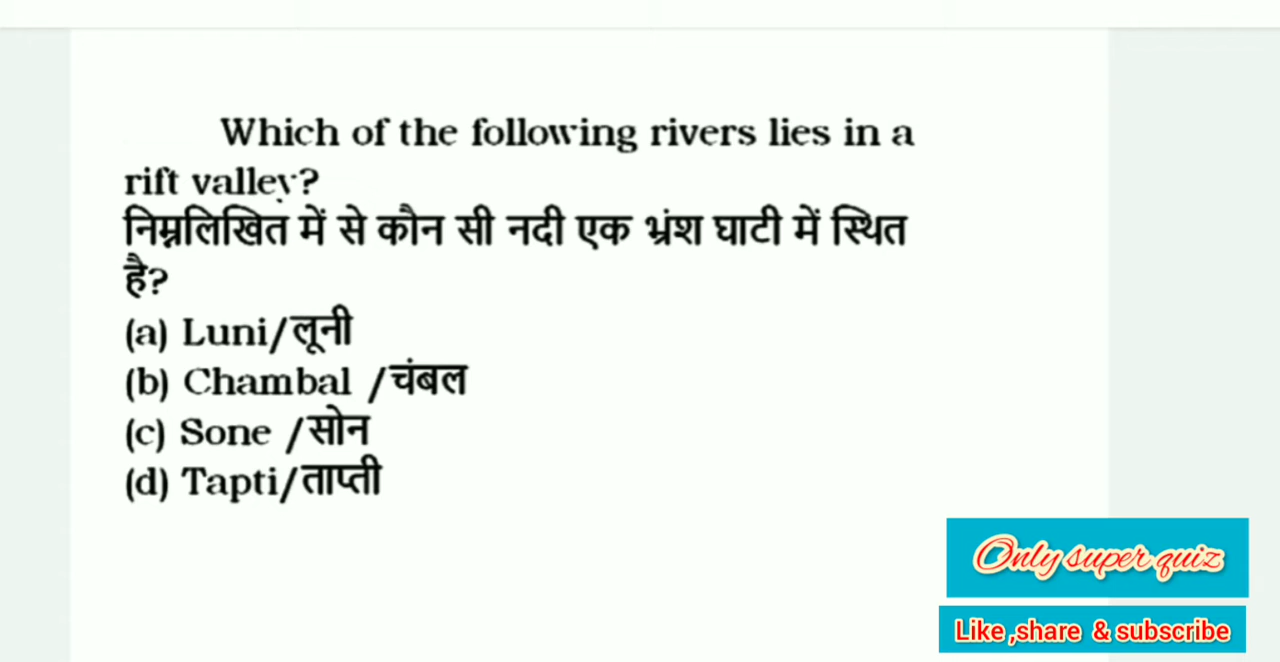 Which of the following rivers lies in a
rift valley?
निम्नलिखित में से कौन सी नदी एक भ्रंश घाटी में स्थित
है?
(a) Luni/लूनी
(b) Chambal /चंबल
(c) Sone /सोन
(d) Tapti/ताप्ती
Only super quiz
Like ,share & subscribe